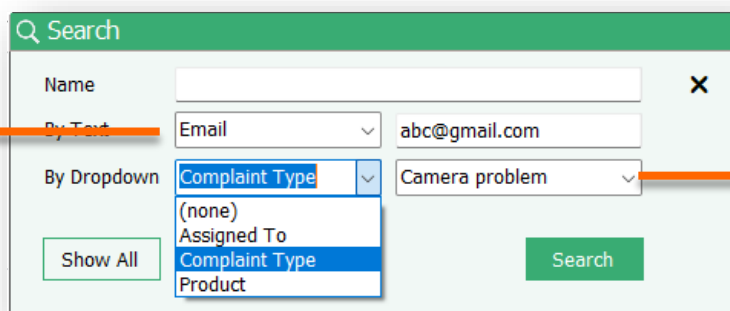 Search
Name
By Text Email abc@gmail.com
By Dropdown Complaint Type Camera problem
(none)
Assigned To
Complaint Type
Product
Show All Search